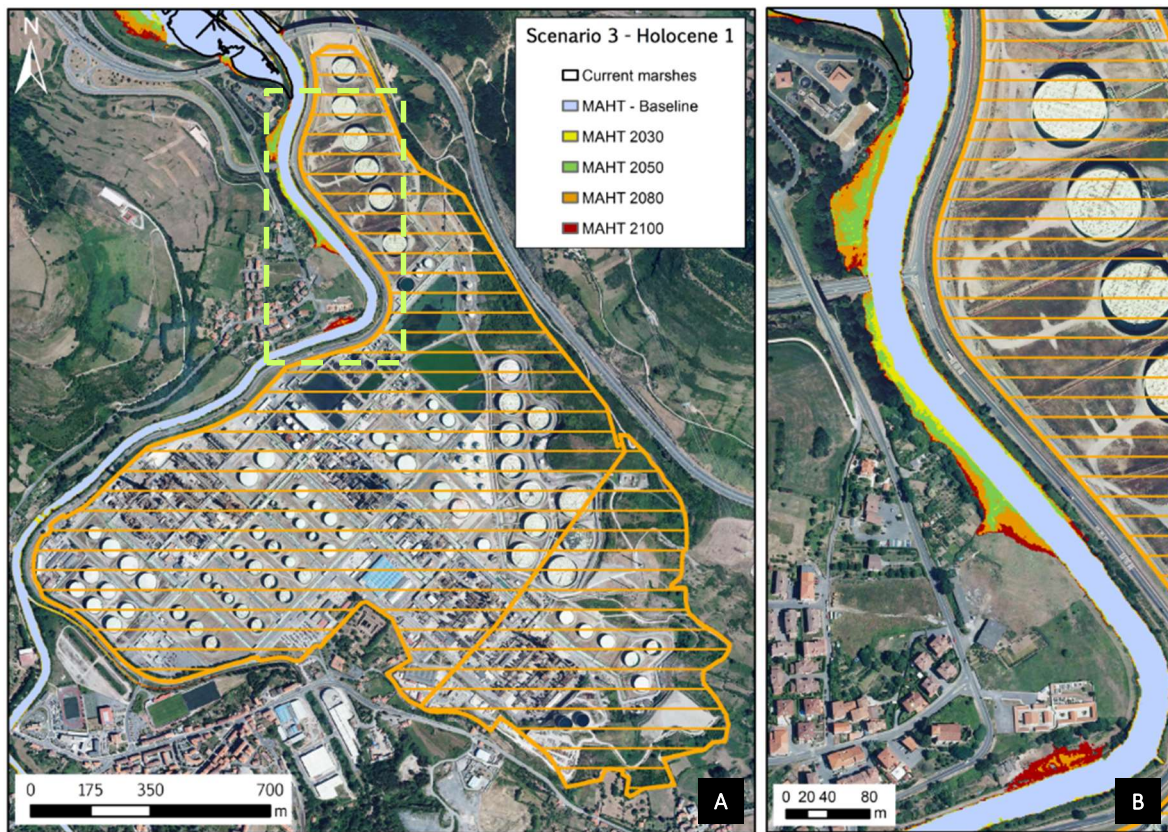 N
Scenario 3 - Holocene 1
Current marshes
MAHT - Baseline
MAHT 2030
MAHT 2050
MAHT 2080
MAHT 2100
0 175 350 700
m
A
0 20 40 80
m
B